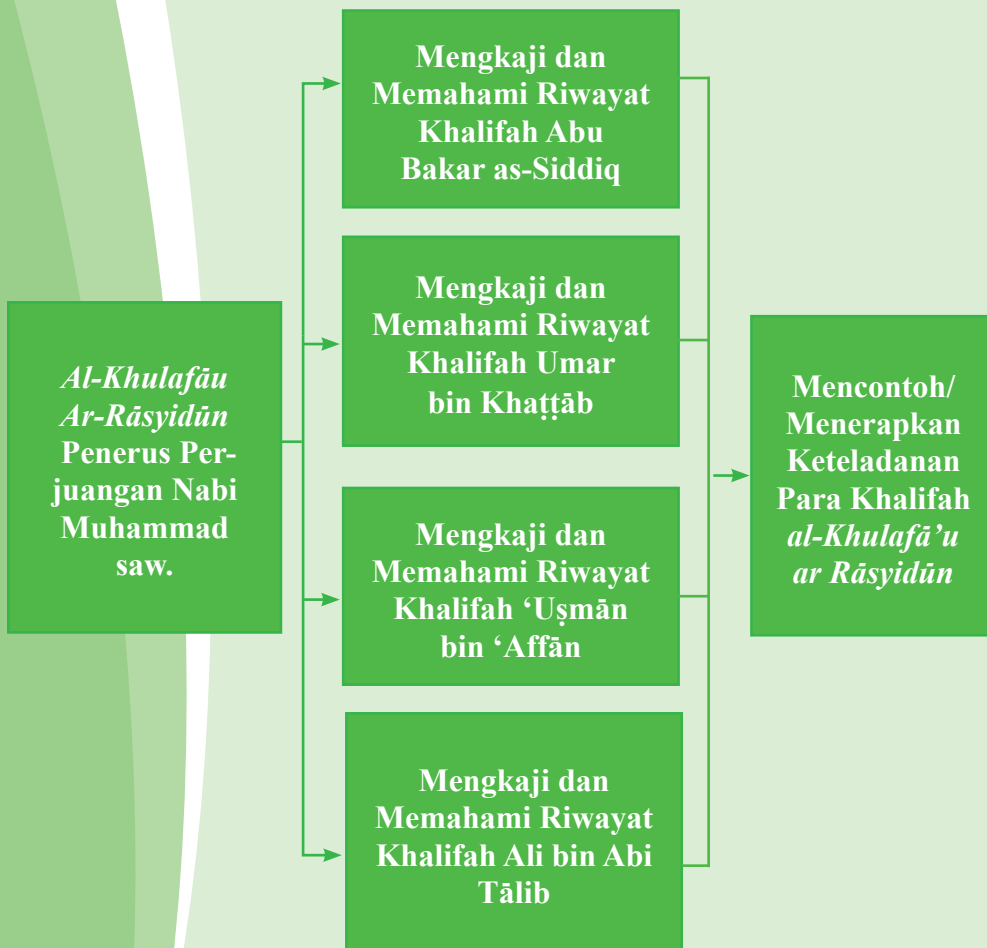 Al-Khulafāu
Ar-Rāsyidūn
Penerus Per-
juangan Nabi
Muhammad
saw.
Mengkaji dan
Memahami Riwayat
Khalifah Abu
Bakar as-Siddiq
Mengkaji dan
Memahami Riwayat
Khalifah Umar
bin Khaṭṭāb
Mengkaji dan
Memahami Riwayat
Khalifah ‘Uṣmān
bin ‘Affān
Mengkaji dan
Memahami Riwayat
Khalifah Ali bin Abi
Tālib
Mencontoh/
Menerapkan
Keteladanan
Para Khalifah
al-Khulafā’u
ar Rāsyidūn